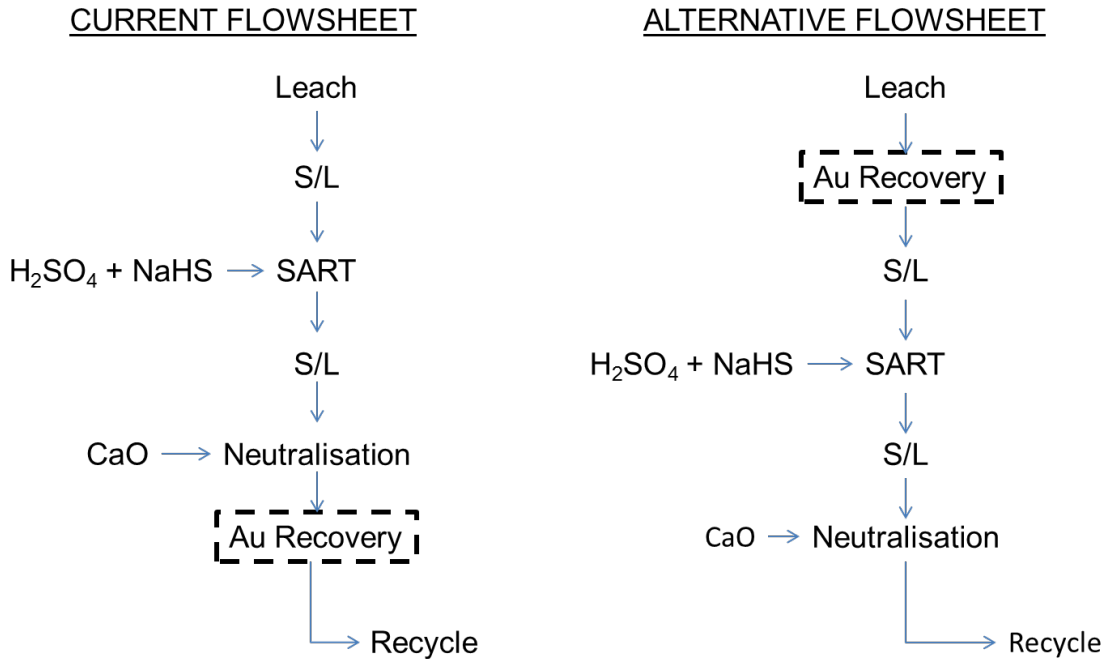 CURRENT FLOWSHEET
Leach
S/L
H₂SO₄ + NaHS
SART
S/L
CaO
Neutralisation
Au Recovery
Recycle
ALTERNATIVE FLOWSHEET
Leach
Au Recovery
S/L
H₂SO₄ + NaHS
SART
S/L
CaO
Neutralisation
Recycle